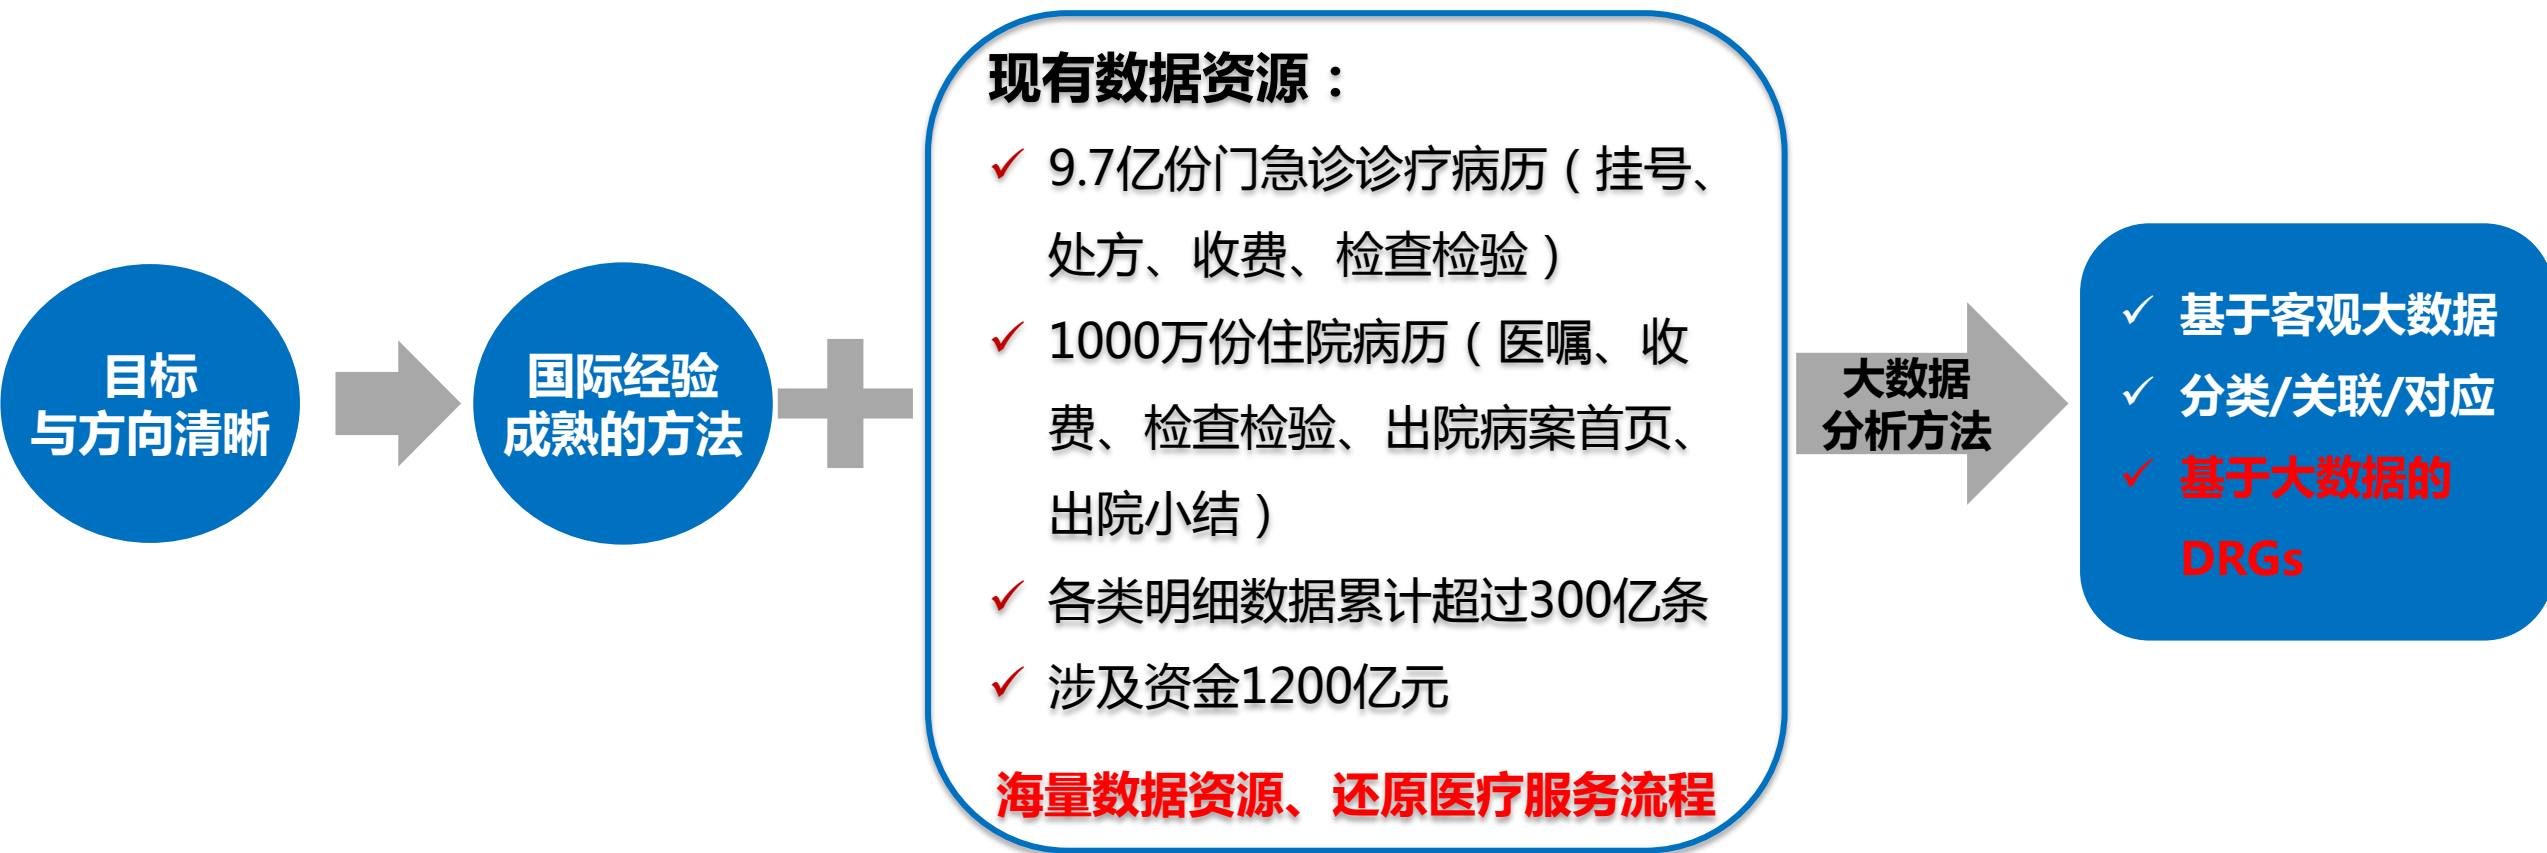 目标
与方向清晰
国际经验
成熟的方法
现有数据资源：
9.7亿份门急诊诊疗病历（挂号、
处方、收费、检查检验）
1000万份住院病历（医嘱、收
费、检查检验、出院病案首页、
出院小结）
各类明细数据累计超过300亿条
涉及资金1200亿元
海量数据资源、还原医疗服务流程
大数据
分析方法
基于客观大数据
分类/关联/对应
基于大数据的
DRGs